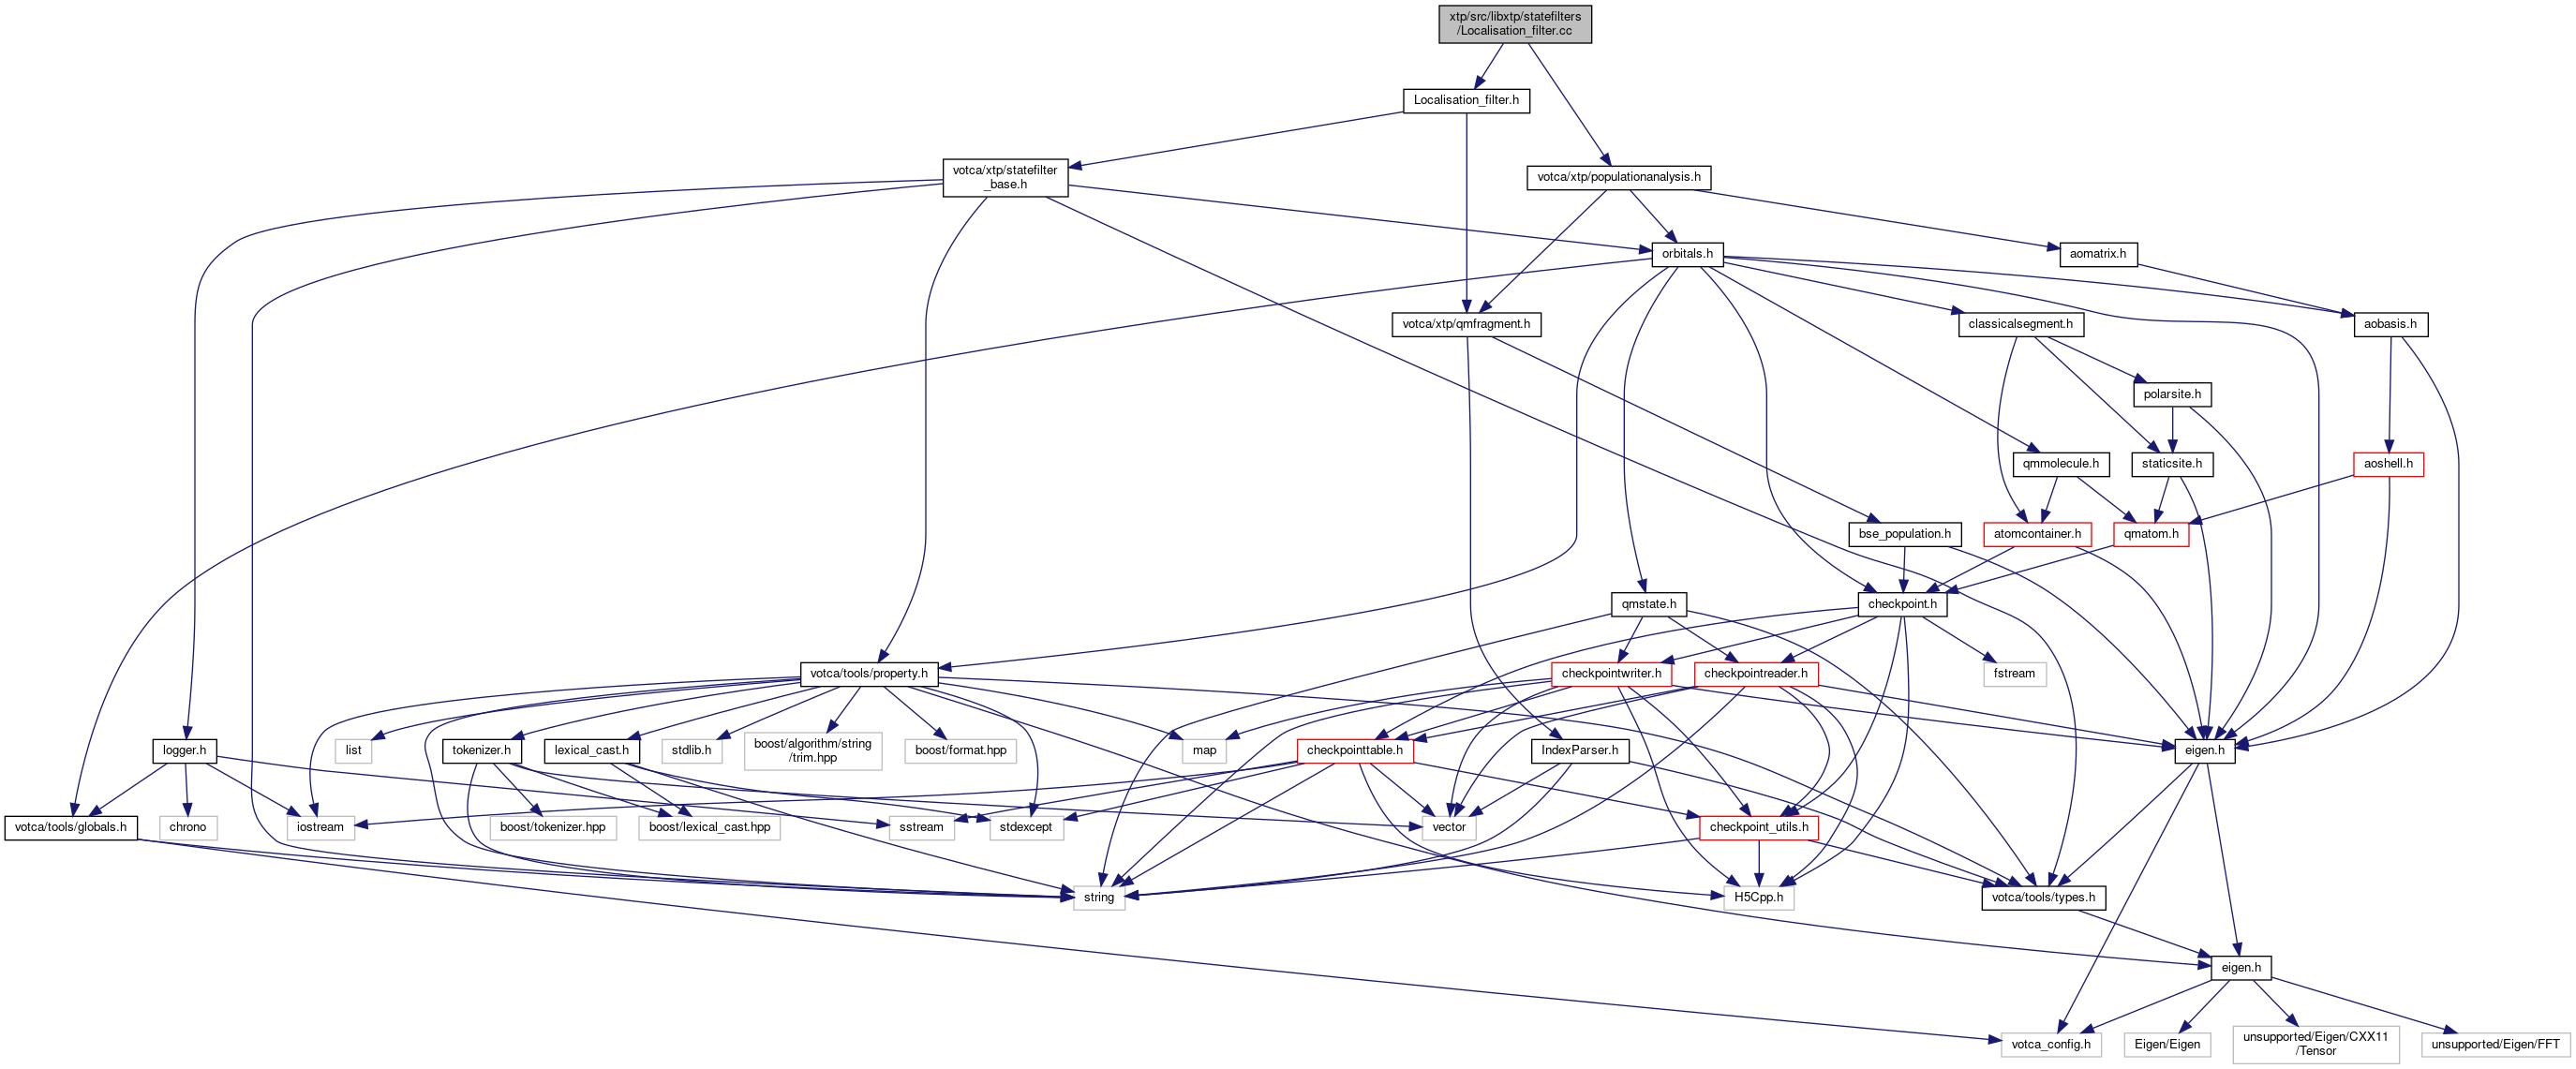 xtp/src/libxtp/statefilters
/Localisation_filter.cc
Localisation_filter.h
votca/xtp/statefilter
_base.h
votca/xtp/populationanalysis.h
orbitals.h
aomatrix.h
votca/xtp/qmfragment.h
classicalsegment.h
aobasis.h
polarsite.h
qmmolecule.h
staticsite.h
aoshell.h
bse_population.h
atomcontainer.h
qmatom.h
qmstate.h
checkpoint.h
votca/tools/property.h
checkpointwriter.h
checkpointreader.h
fstream
logger.h
list
tokenizer.h
lexical_cast.h
stdlib.h
boost/algorithm/string
/trim.hpp
boost/format.hpp
map
checkpointtable.h
IndexParser.h
eigen.h
votca/tools/globals.h
chrono
iostream
boost/tokenizer.hpp
boost/lexical_cast.hpp
sstream
stdexcept
vector
checkpoint_utils.h
string
H5Cpp.h
votca/tools/types.h
eigen.h
votca_config.h
Eigen/Eigen
unsupported/Eigen/CXX11
/Tensor
unsupported/Eigen/FFT